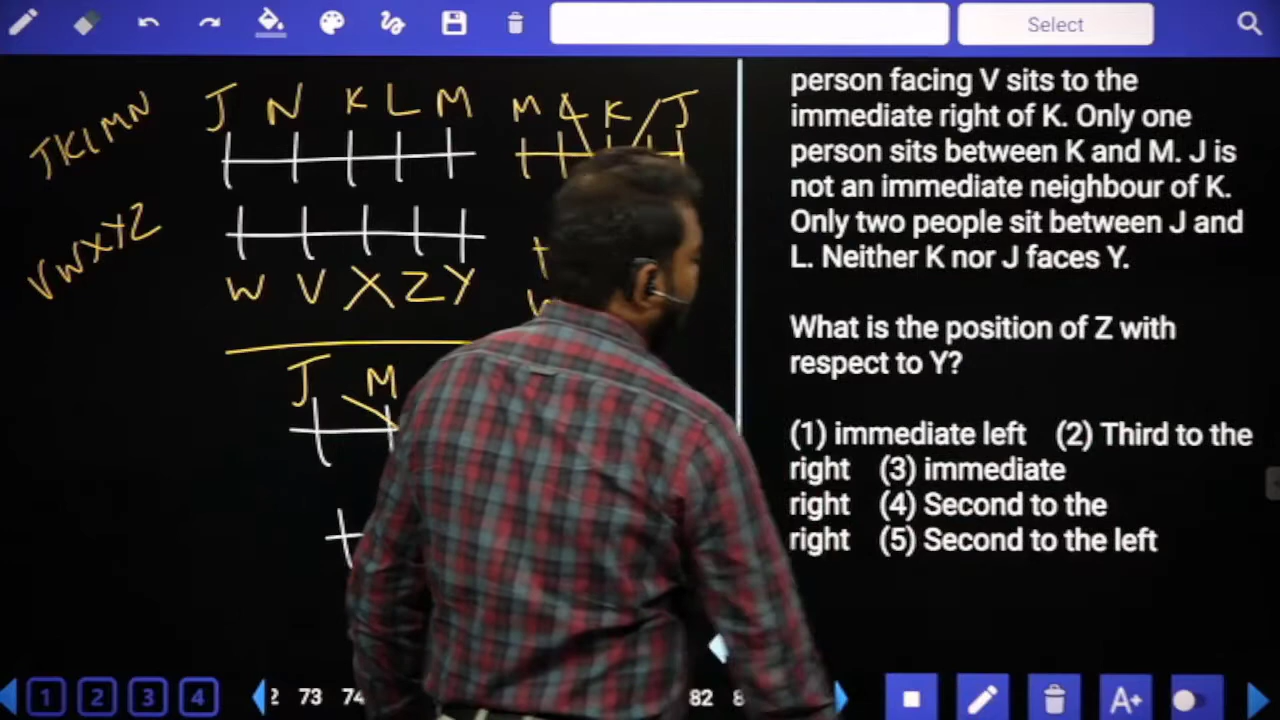 Select
JKLMN
J N K L M
M L K J
VWXYZ
W V X Z Y
J M
person facing V sits to the
immediate right of K. Only one
person sits between K and M. J is
not an immediate neighbour of K.
Only two people sit between J and
L. Neither K nor J faces Y.
What is the position of Z with
respect to Y?
(1) immediate left (2) Third to the
right (3) immediate
right (4) Second to the
right (5) Second to the left
1 2 3 4
2 73 74
82 8
A+